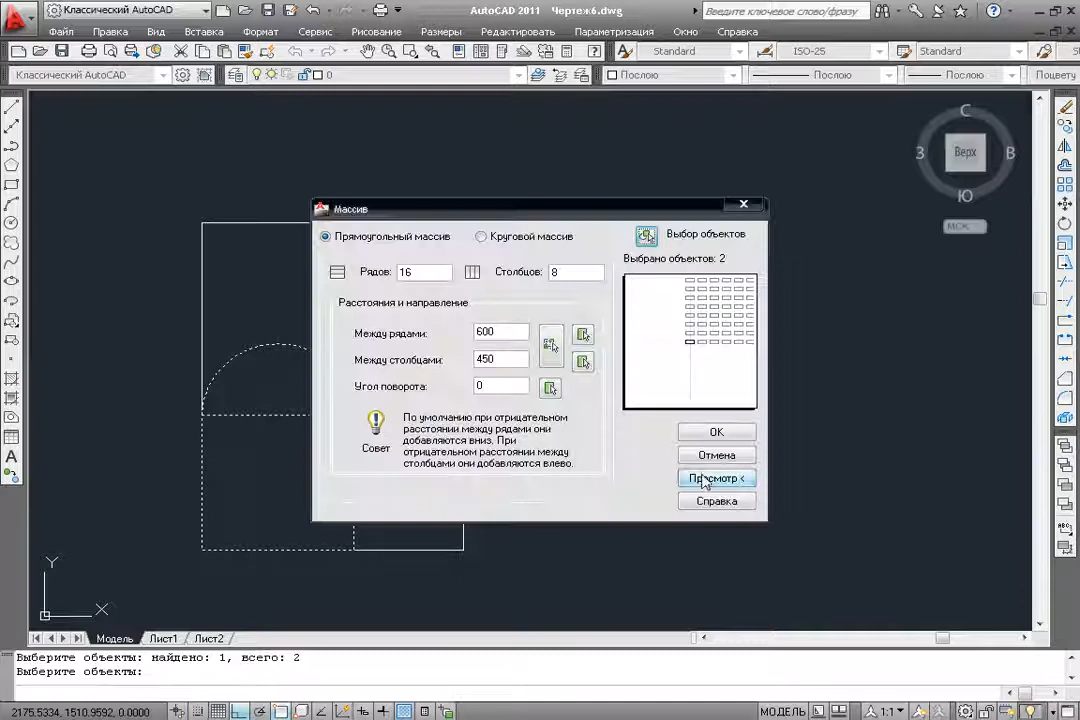 Классический AutoCAD
AutoCAD 2011 Чертеж6.dwg
Введите ключевое слово/фразу
Файл Правка Вид Вставка Формат Сервис Рисование Размеры Редактировать Параметризация Окно Справка
Standard ISO-25 Standard
Классический AutoCAD 0 Послою Послою Послою Поцвету
С
З Верх В
Ю
МСК
Массив
Прямоугольный массив Круговой массив Выбор объектов
Выбрано объектов: 2
Рядов: 16 Столбцов: 8
Расстояния и направление
Между рядами: 600
Между столбцами: 450
Угол поворота: 0
Совет
По умолчанию при отрицательном
расстоянии между рядами они
добавляются вниз. При
отрицательном расстоянии между
столбцами они добавляются влево.
OK
Отмена
Просмотр <
Справка
Y
X
Модель Лист1 Лист2
Выберите объекты: найдено: 1, всего: 2
Выберите объекты:
2175.5334, 1510.9592, 0.0000
МОДЕЛЬ 1:1